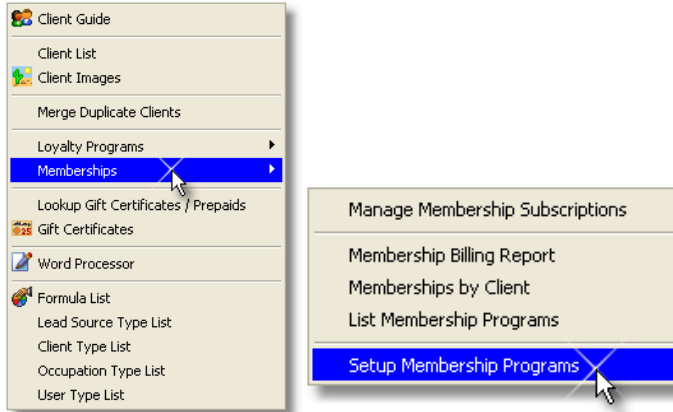 Client Guide
Client List
Client Images
Merge Duplicate Clients
Loyalty Programs
Memberships
Lookup Gift Certificates / Prepaids
Gift Certificates
Word Processor
Formula List
Lead Source Type List
Client Type List
Occupation Type List
User Type List
Manage Membership Subscriptions
Membership Billing Report
Memberships by Client
List Membership Programs
Setup Membership Programs